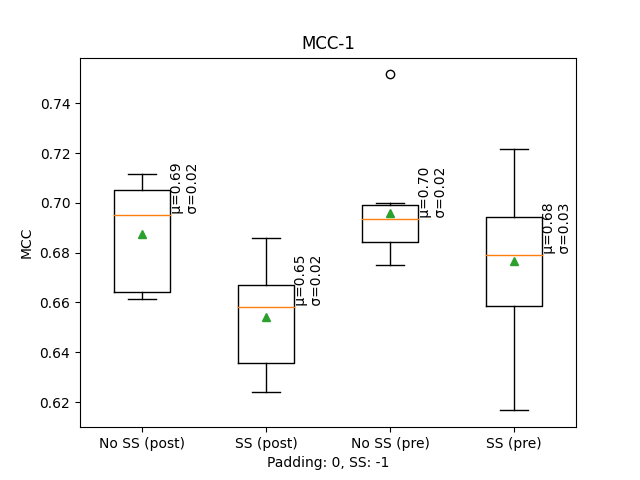 MCC-1
MCC
0.74
0.72
0.70
0.68
0.66
0.64
0.62
μ=0.69
σ=0.02
μ=0.65
σ=0.02
μ=0.70
σ=0.02
μ=0.68
σ=0.03
No SS (post)
SS (post)
No SS (pre)
SS (pre)
Padding: 0, SS: -1